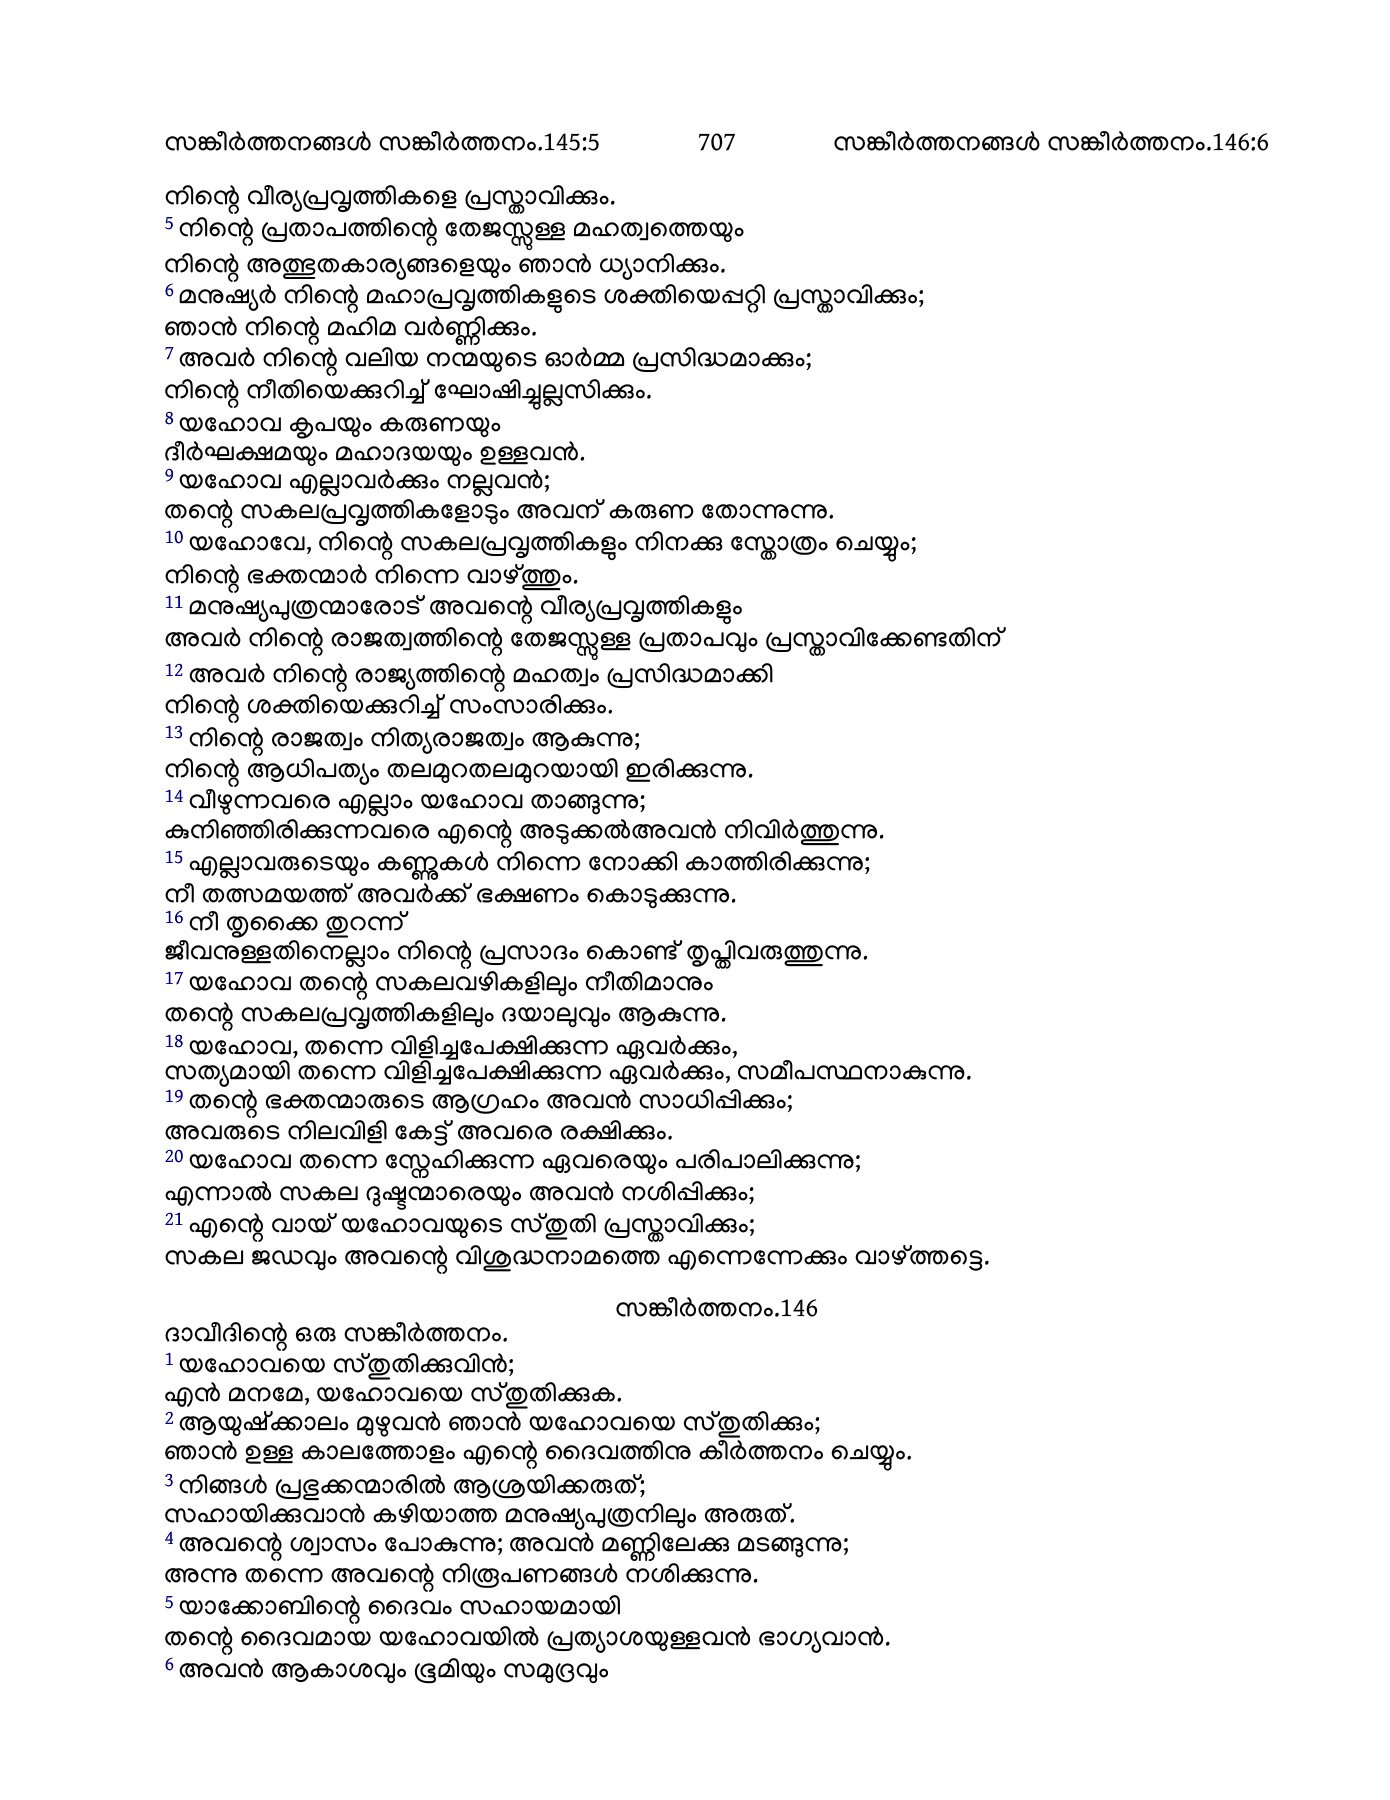 സങ്കീർത്തനങ്ങൾ സങ്കീർത്തനം.145:5 707 സങ്കീർത്തനങ്ങൾ സങ്കീർത്തനം.146:6
നിന്റെ വീര്യപ്രവൃത്തികളെ പ്രസ്താവിക്കും.
5 നിന്റെ പ്രതാപത്തിന്റെ തേജസ്സുള്ള മഹത്വത്തെയും
നിന്റെ അത്ഭുതകാര്യങ്ങളെയും ഞാൻ ധ്യാനിക്കും.
6 മനുഷ്യർ നിന്റെ മഹാപ്രവൃത്തികളുടെ ശക്തിയെപ്പറ്റി പ്രസ്താവിക്കും;
ഞാൻ നിന്റെ മഹിമ വർണ്ണിക്കും.
7 അവർ നിന്റെ വലിയ നന്മയുടെ ഓർമ്മ പ്രസിദ്ധമാക്കും;
നിന്റെ നീതിയെക്കുറിച്ച് ഘോഷിച്ചുല്ലസിക്കും.
8 യഹോവ കൃപയും കരുണയും
ദീർഘക്ഷമയും മഹാദയയും ഉള്ളവൻ.
9 യഹോവ എല്ലാവർക്കും നല്ലവൻ;
തന്റെ സകലപ്രവൃത്തികളോടും അവന് കരുണ തോന്നുന്നു.
10 യഹോവേ, നിന്റെ സകലപ്രവൃത്തികളും നിനക്കു സ്തോത്രം ചെയ്യും;
നിന്റെ ഭക്തന്മാർ നിന്നെ വാഴ്ത്തും.
11 മനുഷ്യപുത്രന്മാരോട് അവന്റെ വീര്യപ്രവൃത്തികളും
അവർ നിന്റെ രാജത്വത്തിന്റെ തേജസ്സുള്ള പ്രതാപവും പ്രസ്താവിക്കേണ്ടതിന്
12 അവർ നിന്റെ രാജ്യത്തിന്റെ മഹത്വം പ്രസിദ്ധമാക്കി
നിന്റെ ശക്തിയെക്കുറിച്ച് സംസാരിക്കും.
13 നിന്റെ രാജത്വം നിത്യരാജത്വം ആകുന്നു;
നിന്റെ ആധിപത്യം തലമുറതലമുറയായി ഇരിക്കുന്നു.
14 വീഴുന്നവരെ എല്ലാം യഹോവ താങ്ങുന്നു;
കുനിഞ്ഞിരിക്കുന്നവരെ എന്റെ അടുക്കൽഅവൻ നിവിർത്തുന്നു.
15 എല്ലാവരുടെയും കണ്ണുകൾ നിന്നെ നോക്കി കാത്തിരിക്കുന്നു;
നീ തത്സമയത്ത് അവർക്ക് ഭക്ഷണം കൊടുക്കുന്നു.
16 നീ തൃക്കൈ തുറന്ന്
ജീവനുള്ളതിനെല്ലാം നിന്റെ പ്രസാദം കൊണ്ട് തൃപ്തിവരുത്തുന്നു.
17 യഹോവ തന്റെ സകലവഴികളിലും നീതിമാനും
തന്റെ സകലപ്രവൃത്തികളിലും ദയാലുവും ആകുന്നു.
18 യഹോവ, തന്നെ വിളിച്ചപേക്ഷിക്കുന്ന ഏവർക്കും,
സത്യമായി തന്നെ വിളിച്ചപേക്ഷിക്കുന്ന ഏവർക്കും, സമീപസ്ഥനാകുന്നു.
19 തന്റെ ഭക്തന്മാരുടെ ആഗ്രഹം അവൻ സാധിപ്പിക്കും;
അവരുടെ നിലവിളി കേട്ട് അവരെ രക്ഷിക്കും.
20 യഹോവ തന്നെ സ്നേഹിക്കുന്ന ഏവരെയും പരിപാലിക്കുന്നു;
എന്നാൽ സകല ദുഷ്ടന്മാരെയും അവൻ നശിപ്പിക്കും;
21 എന്റെ വായ് യഹോവയുടെ സ്തുതി പ്രസ്താവിക്കും;
സകല ജഡവും അവന്റെ വിശുദ്ധനാമത്തെ എന്നെന്നേക്കും വാഴ്ത്തട്ടെ.
സങ്കീർത്തനം.146
ദാവീദിന്റെ ഒരു സങ്കീർത്തനം.
1 യഹോവയെ സ്തുതിക്കുവിൻ;
എൻ മനമേ, യഹോവയെ സ്തുതിക്കുക.
2 ആയുഷ്ക്കാലം മുഴുവൻ ഞാൻ യഹോവയെ സ്തുതിക്കും;
ഞാൻ ഉള്ള കാലത്തോളം എന്റെ ദൈവത്തിനു കീർത്തനം ചെയ്യും.
3 നിങ്ങൾ പ്രഭുക്കന്മാരിൽ ആശ്രയിക്കരുത്;
സഹായിക്കുവാൻ കഴിയാത്ത മനുഷ്യപുത്രനിലും അരുത്.
4 അവന്റെ ശ്വാസം പോകുന്നു; അവൻ മണ്ണിലേക്കു മടങ്ങുന്നു;
അന്നു തന്നെ അവന്റെ നിരൂപണങ്ങൾ നശിക്കുന്നു.
5 യാക്കോബിന്റെ ദൈവം സഹായമായി
തന്റെ ദൈവമായ യഹോവയിൽ പ്രത്യാശയുള്ളവൻ ഭാഗ്യവാൻ.
6 അവൻ ആകാശവും ഭൂമിയും സമുദ്രവും